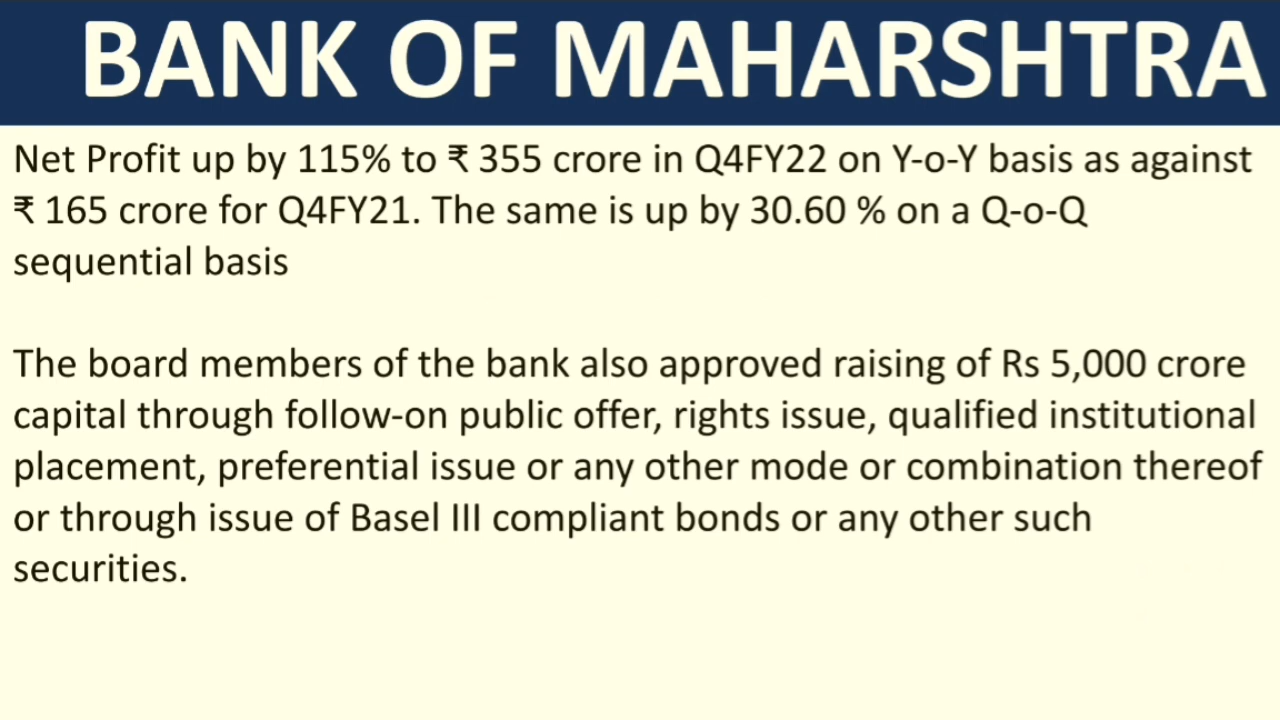 BANK OF MAHARSHTRA
Net Profit up by 115% to ₹ 355 crore in Q4FY22 on Y-o-Y basis as against
₹ 165 crore for Q4FY21. The same is up by 30.60 % on a Q-o-Q
sequential basis
The board members of the bank also approved raising of Rs 5,000 crore
capital through follow-on public offer, rights issue, qualified institutional
placement, preferential issue or any other mode or combination thereof
or through issue of Basel III compliant bonds or any other such
securities.